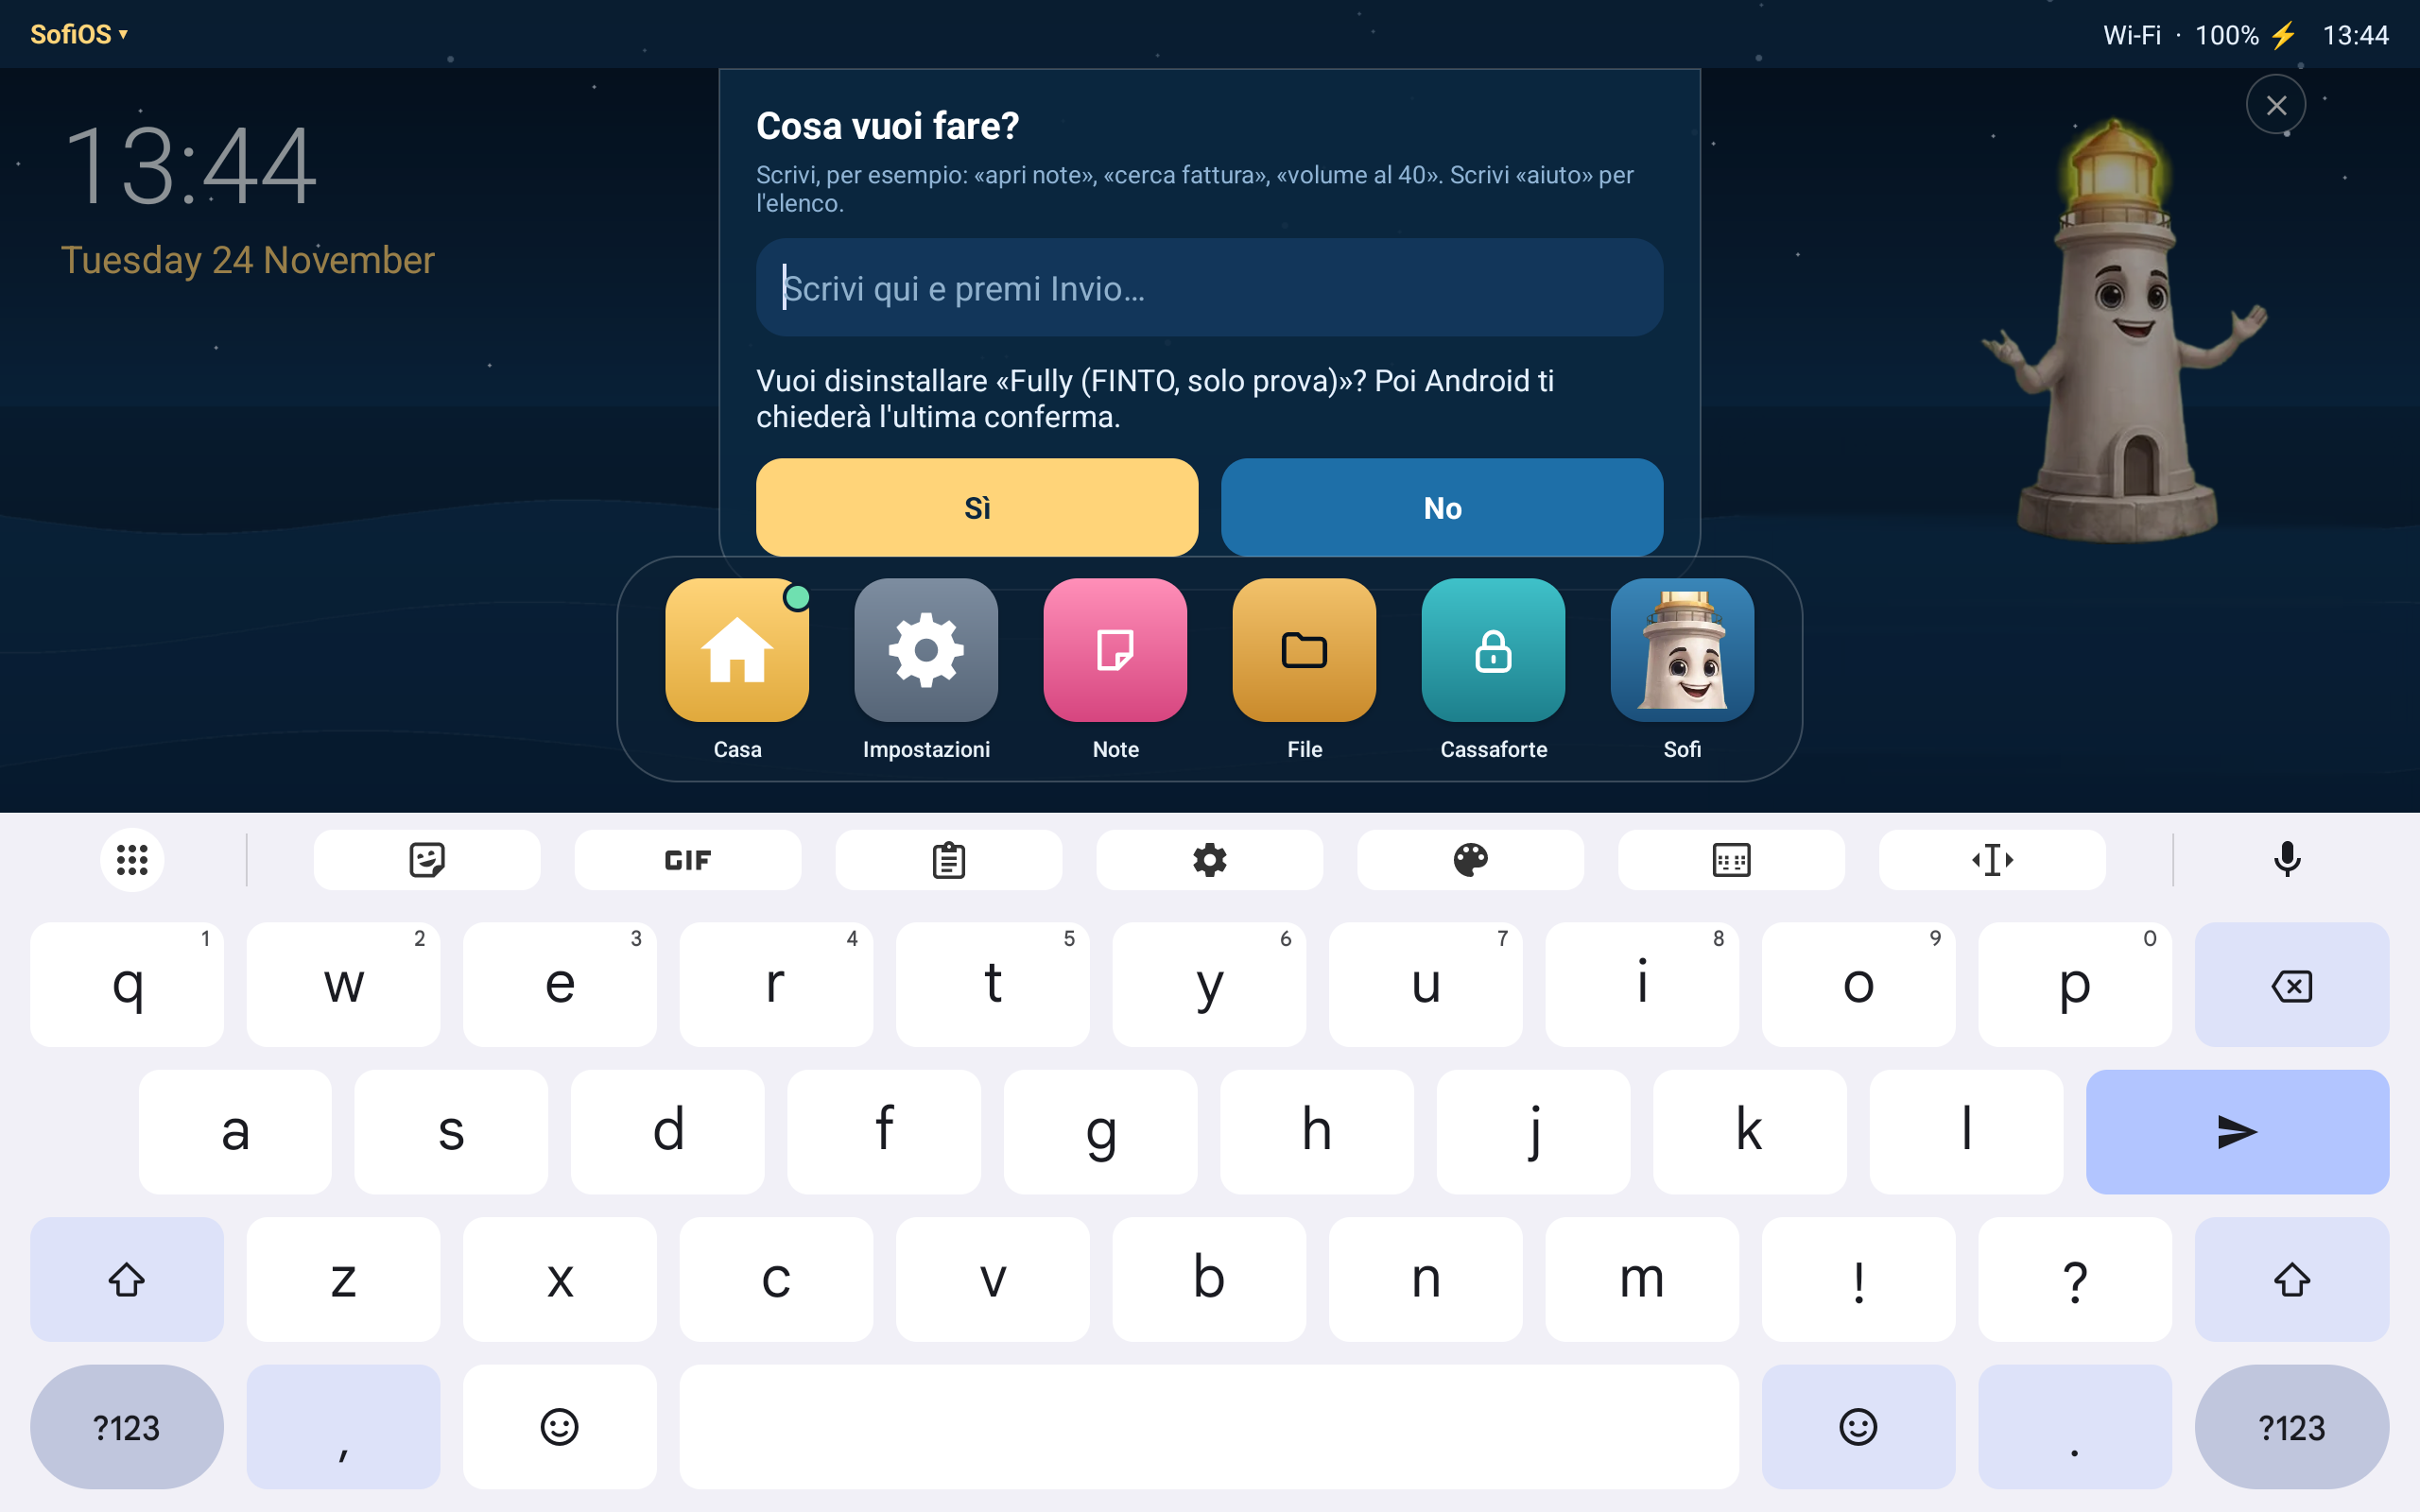 SofiOS ▾
Wi-Fi · 100% ⚡ 13:44
13:44
Tuesday 24 November
Cosa vuoi fare?
Scrivi, per esempio: «apri note», «cerca fattura», «volume al 40». Scrivi «aiuto» per
l'elenco.
Scrivi qui e premi Invio...
Vuoi disinstallare «Fully (FINTO, solo prova)»? Poi Android ti
chiederà l'ultima conferma.
Sì No
Casa Impostazioni Note File Cassaforte Sofi
GIF
q 1 w 2 e 3 r 4 t 5 y 6 u 7 i 8 o 9 p 0
a s d f g h j k l
z x c v b n m ! ?
?123 , . ?123